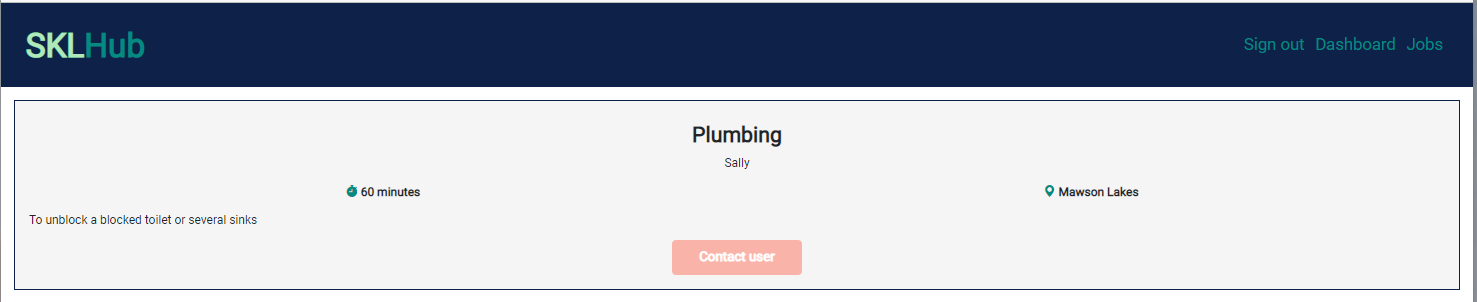 SKLHub
Sign out Dashboard Jobs
Plumbing
Sally
60 minutes
Mawson Lakes
To unblock a blocked toilet or several sinks
Contact user